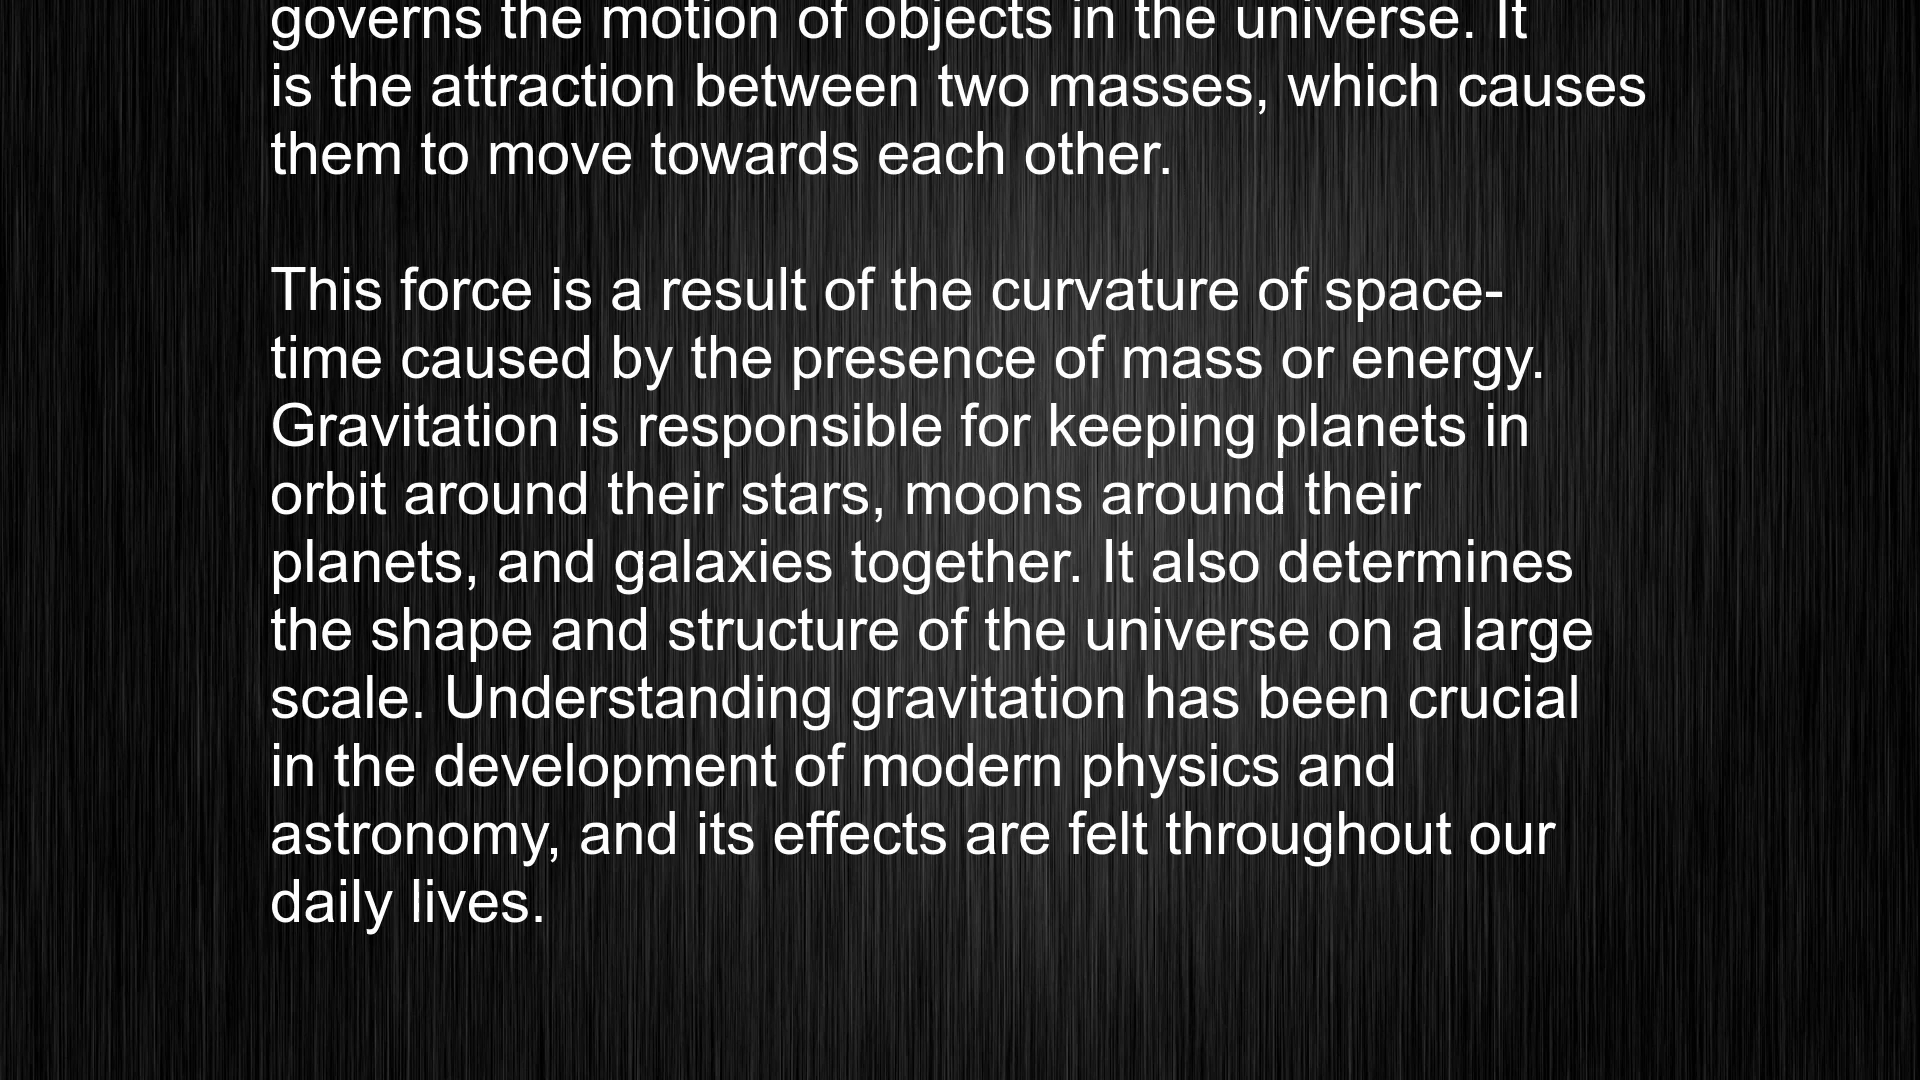 governs the motion of objects in the universe. It
is the attraction between two masses, which causes
them to move towards each other.
This force is a result of the curvature of space-
time caused by the presence of mass or energy.
Gravitation is responsible for keeping planets in
orbit around their stars, moons around their
planets, and galaxies together. It also determines
the shape and structure of the universe on a large
scale. Understanding gravitation has been crucial
in the development of modern physics and
astronomy, and its effects are felt throughout our
daily lives.